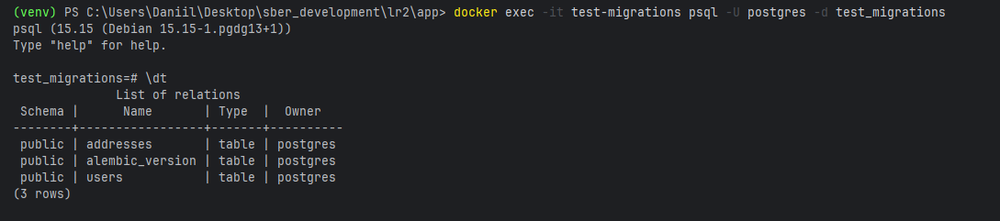 (venv) PS C:\Users\Daniil\Desktop\sber_development\lr2\app> docker exec -it test-migrations psql -U postgres -d test_migrations
psql (15.15 (Debian 15.15-1.pgdg13+1))
Type "help" for help.

test_migrations=# \dt
              List of relations
 Schema |      Name       | Type  |  Owner
--------+-----------------+-------+----------
 public | addresses       | table | postgres
 public | alembic_version | table | postgres
 public | users           | table | postgres
(3 rows)